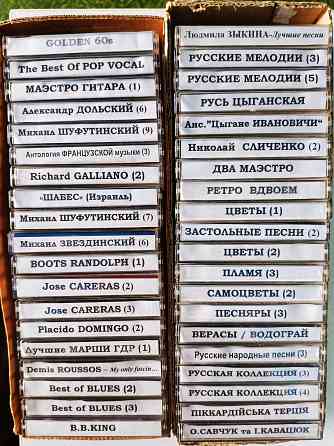 GOLDEN 60s
The Best Of POP VOCAL
МАЭСТРО ГИТАРА (1)
Александр ДОЛЬСКИЙ (6)
Михаил ШУФУТИНСКИЙ (9)
Антология ФРАНЦУЗСКОЙ музыки (3)
Richard GALLIANO (2)
«ШАБЕС» (Израиль)
Михаил ШУФУТИНСКИЙ (7)
Михаил ЗВЕЗДИНСКИЙ (6)
BOOTS RANDOLPH (1)
Jose CARERAS (2)
Jose CARERAS (3)
Placido DOMINGO (2)
Лучшие МАРШИ ГДР (1)
Demis ROUSSOS – My only fascin...
Best of BLUES (2)
Best of BLUES (3)
B.B.KING
Людмила ЗЫКИНА-Лучшие песни
РУССКИЕ МЕЛОДИИ (3)
РУССКИЕ МЕЛОДИИ (5)
РУСЬ ЦЫГАНСКАЯ
Анс."Цыгане ИВАНОВИЧИ"
Николай СЛИЧЕНКО (2)
ДВА МАЭСТРО
РЕТРО ВДВОЕМ
ЦВЕТЫ (1)
ЗАСТОЛЬНЫЕ ПЕСНИ (2)
ЦВЕТЫ (2)
ПЛАМЯ (3)
САМОЦВЕТЫ (2)
ПЕСНЯРЫ (3)
ВЕРАСЫ / ВОДОГРАЙ
Русские народные песни (3)
РУССКАЯ КОЛЛЕКЦИЯ (3)
РУССКАЯ КОЛЛЕКЦИЯ (4)
ПІККАРДІЙСЬКА ТЕРЦІЯ
О.САВЧУК та І.КАВАЦЮК